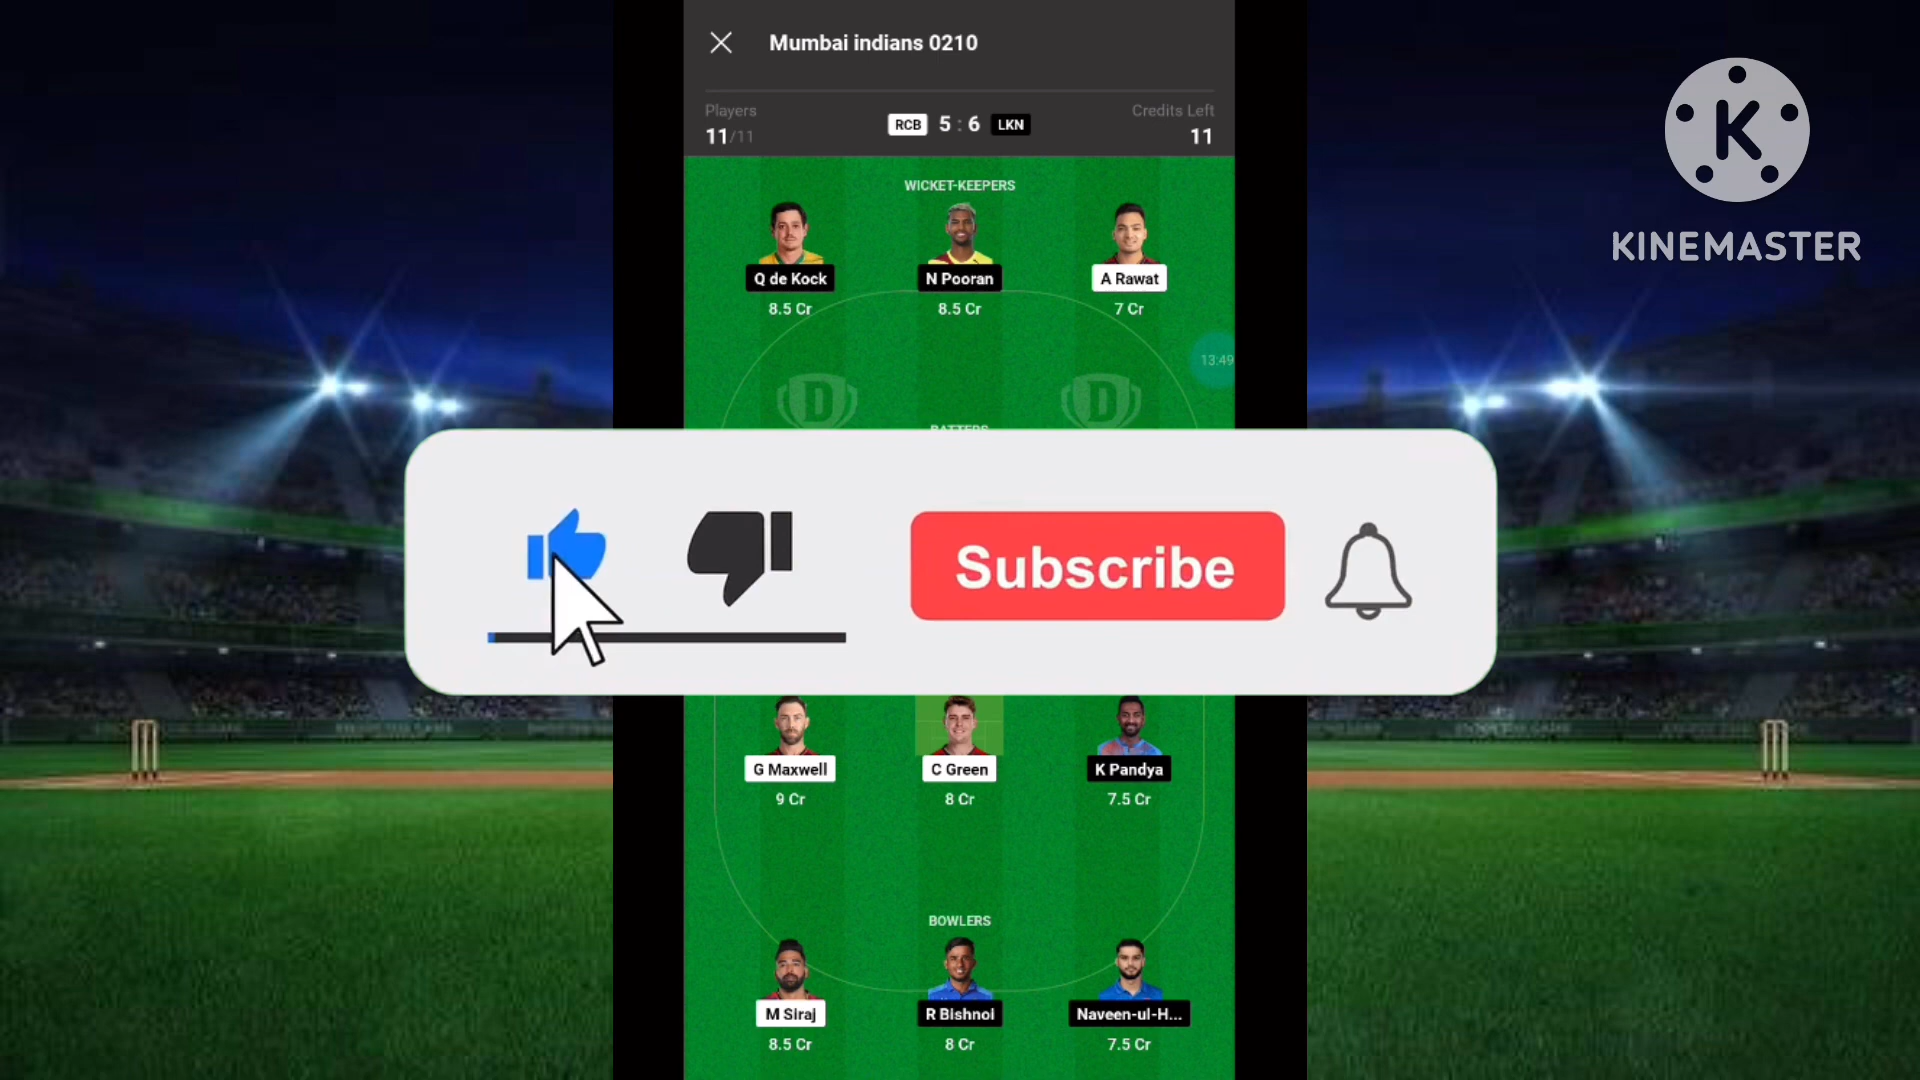 Mumbai indians 0210
Players
11/11
RCB 5 : 6 LKN
Credits Left
11
K
KINEMASTER
WICKET-KEEPERS
Q de Kock
N Pooran
A Rawat
8.5 Cr
8.5 Cr
7 Cr
13:49
D
D
Subscribe
G Maxwell
C Green
K Pandya
9 Cr
8 Cr
7.5 Cr
BOWLERS
M Siraj
R Bishnoi
Naveen-ul-H...
8.5 Cr
8 Cr
7.5 Cr